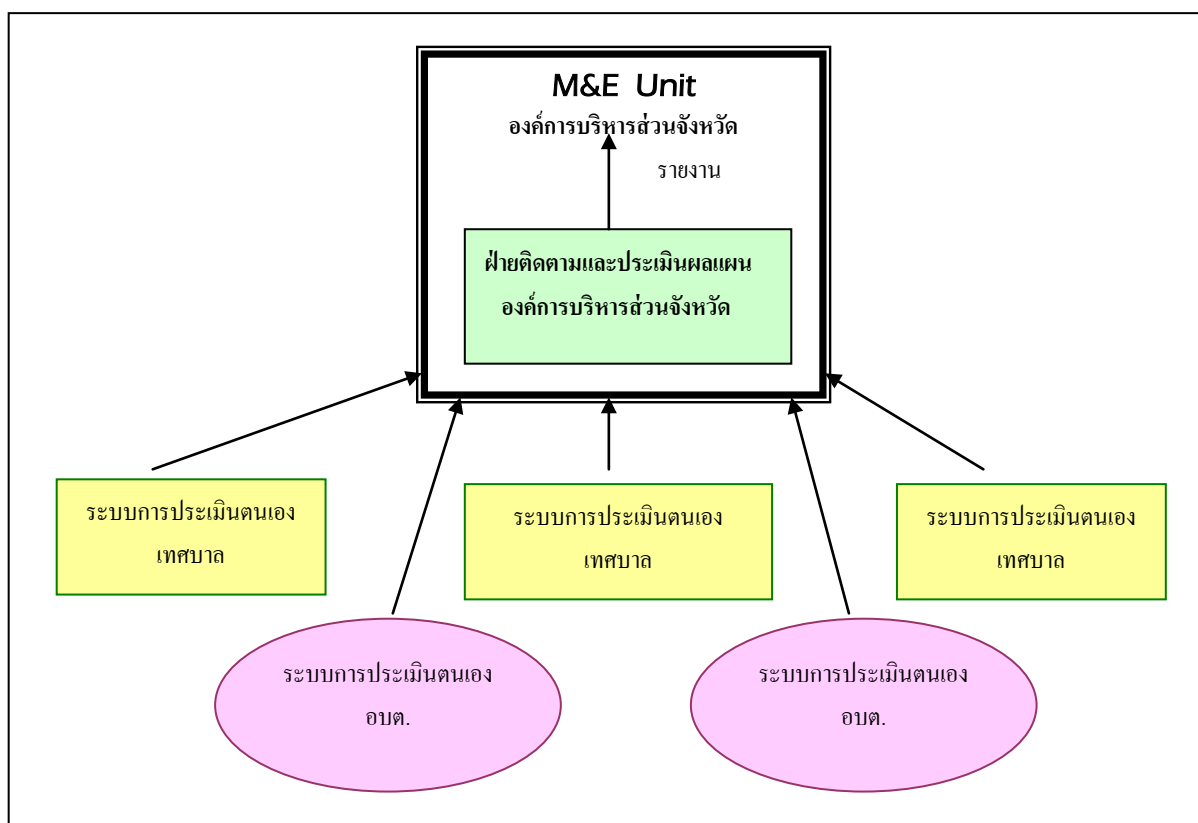 M&E Unit
องค์การบริหารส่วนจังหวัด
รายงาน
ฝ่ายติดตามและประเมินผลแผน
องค์การบริหารส่วนจังหวัด
ระบบการประเมินตนเอง
เทศบาล
ระบบการประเมินตนเอง
เทศบาล
ระบบการประเมินตนเอง
เทศบาล
ระบบการประเมินตนเอง
อบต.
ระบบการประเมินตนเอง
อบต.